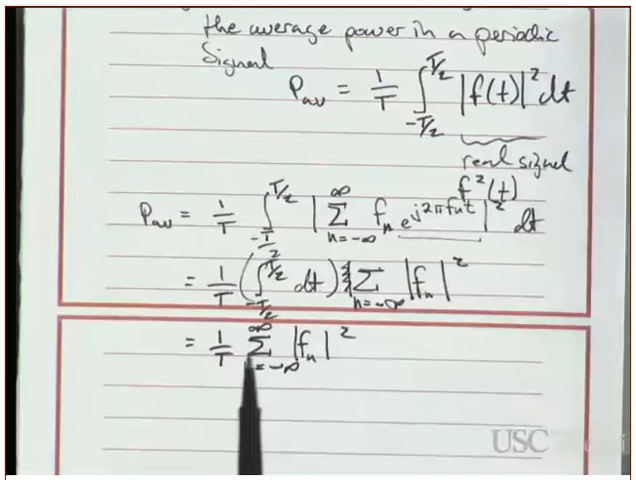 the average power in a periodic
Signal
P_av = 1/T ∫_{-T/2}^{T/2} |f(t)|² dt
real signal
f²(t)
P_av = 1/T ∫_{-T/2}^{T/2} | Σ_{n=-∞}^{∞} f_n e^{j2πfnt} |² dt
= 1/T ( ∫_{-T/2}^{T/2} dt ) Σ_{n=-∞}^{∞} |f_n|²
= 1/T Σ_{n=-∞}^{∞} |f_n|²
USC